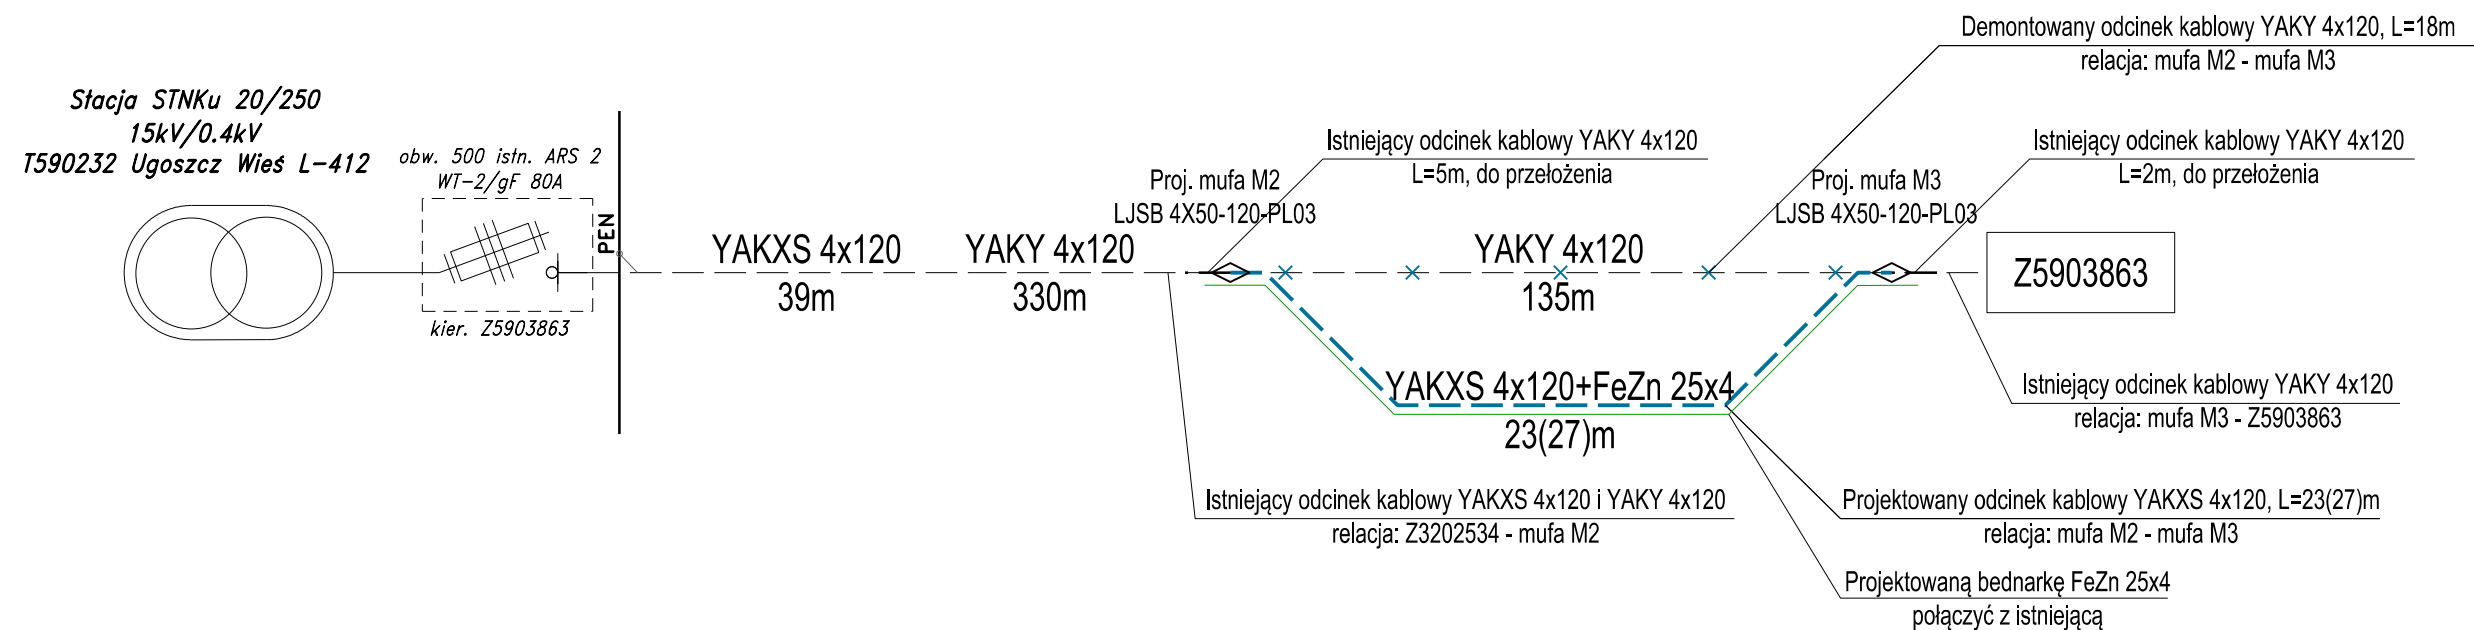 Stacja STNKu 20/250
15kV/0.4kV
T590232 Ugoszcz Wieś L-412
obw. 500 istn. ARS 2
WT-2/gF 80A
kier. Z5903863
PEN
YAKXS 4x120
39m
YAKY 4x120
330m
Proj. mufa M2
LJSB 4X50-120-PL03
Istniejący odcinek kablowy YAKY 4x120
L=5m, do przełożenia
YAKY 4x120
135m
Demontowany odcinek kablowy YAKY 4x120, L=18m
relacja: mufa M2 - mufa M3
Proj. mufa M3
LJSB 4X50-120-PL03
Istniejący odcinek kablowy YAKY 4x120
L=2m, do przełożenia
Z5903863
YAKXS 4x120+FeZn 25x4
23(27)m
Istniejący odcinek kablowy YAKY 4x120
relacja: mufa M3 - Z5903863
Istniejący odcinek kablowy YAKXS 4x120 i YAKY 4x120
relacja: Z3202534 - mufa M2
Projektowany odcinek kablowy YAKXS 4x120, L=23(27)m
relacja: mufa M2 - mufa M3
Projektowaną bednarkę FeZn 25x4
połączyć z istniejącą